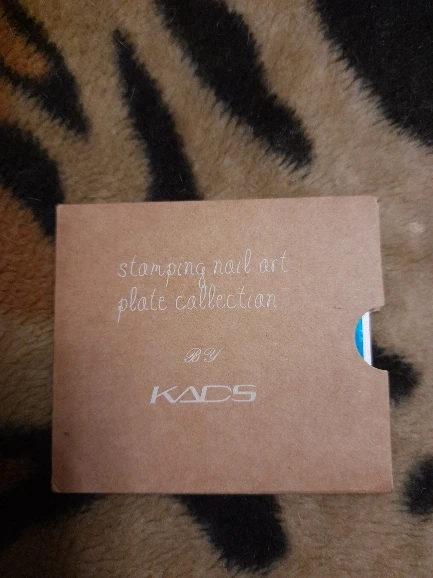 stamping nail art
plate collection
BY
KADS